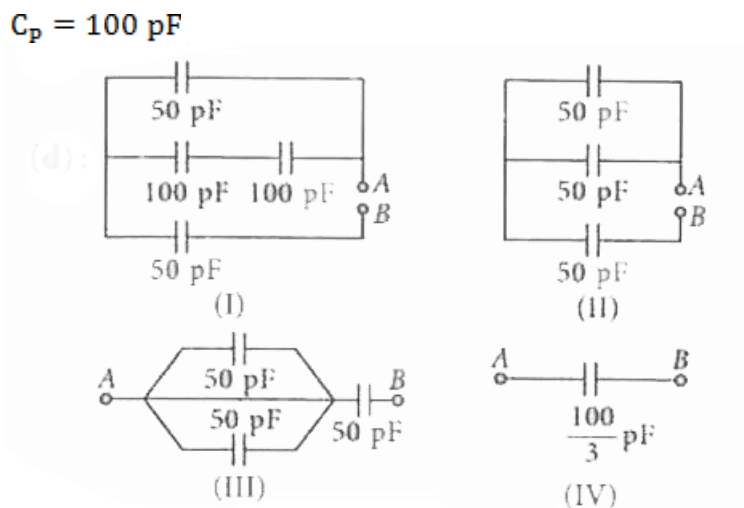 Cₚ = 100 pF
50 pF
50 pF
(d):
100 pF 100 pF
A
B
50 pF
A
B
50 pF
50 pF
(I)
(II)
A
50 pF
50 pF
50 pF
B
A
B
100
3
pF
(III)
(IV)